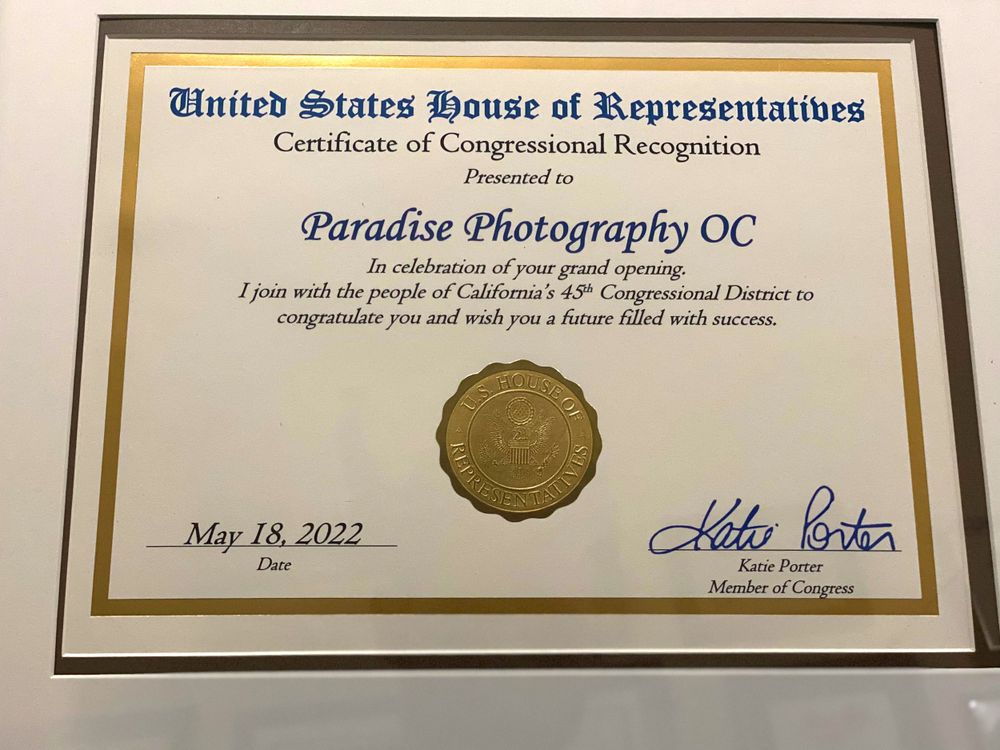 United States House of Representatives
Certificate of Congressional Recognition
Presented to
Paradise Photography OC
In celebration of your grand opening.
I join with the people of California's 45th Congressional District to
congratulate you and wish you a future filled with success.
U.S. HOUSE OF
REPRESENTATIVES
May 18, 2022
Date
Katie Porter
Katie Porter
Member of Congress